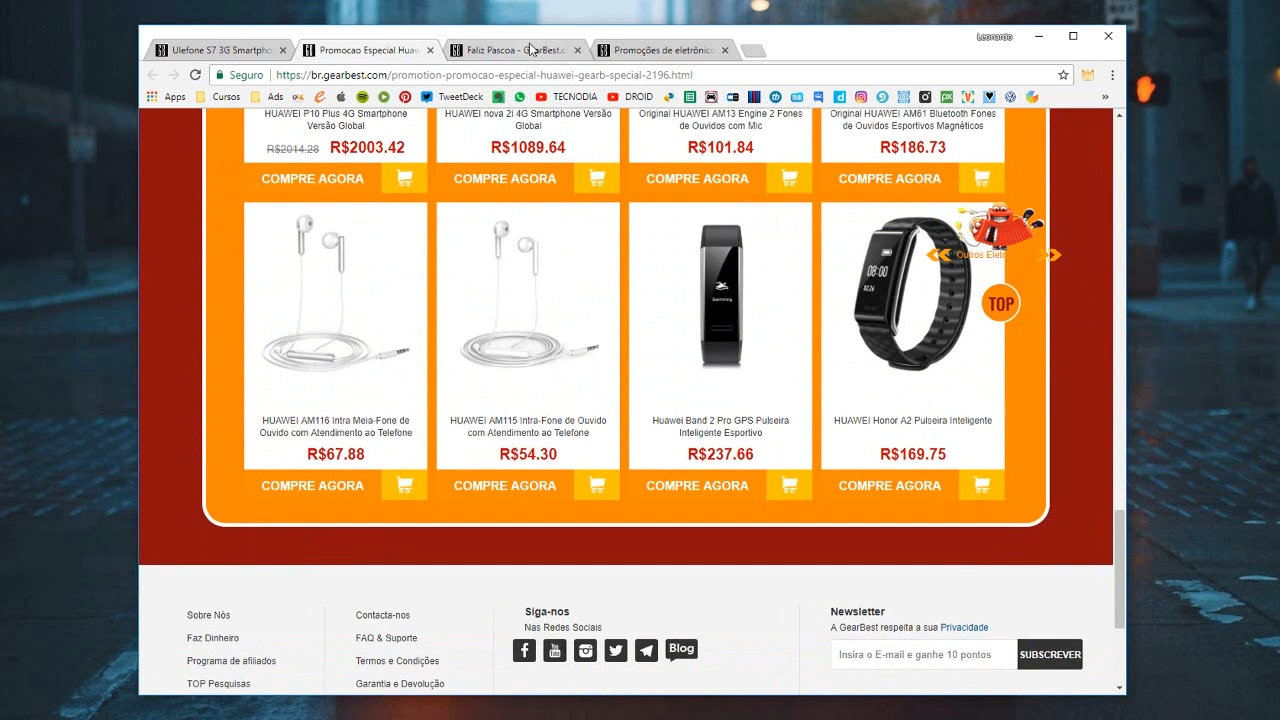 Leonardo
Ulefone S7 3G Smartpho
Promocao Especial Huaw
Faliz Pascoa - GearBest.c
Promoções de eletrônico
Seguro
https://br.gearbest.com/promotion-promocao-especial-huawei-gearb-special-2196.html
Apps
Cursos
Ads
TweetDeck
TECNODIA
DROID
HUAWEI P10 Plus 4G Smartphone
Versão Global
R$2014.28 R$2003.42
COMPRE AGORA
HUAWEI nova 2i 4G Smartphone Versão
Global
R$1089.64
COMPRE AGORA
Original HUAWEI AM13 Engine 2 Fones
de Ouvidos com Mic
R$101.84
COMPRE AGORA
Original HUAWEI AM61 Bluetooth Fones
de Ouvidos Esportivos Magnéticos
R$186.73
COMPRE AGORA
HUAWEI AM116 Intra Meia-Fone de
Ouvido com Atendimento ao Telefone
R$67.88
COMPRE AGORA
HUAWEI AM115 Intra-Fone de Ouvido
com Atendimento ao Telefone
R$54.30
COMPRE AGORA
Swimming
Huawei Band 2 Pro GPS Pulseira
Inteligente Esportivo
R$237.66
COMPRE AGORA
08:00
02.26
HUAWEI Honor A2 Pulseira Inteligente
R$169.75
COMPRE AGORA
Outros Eletr
TOP
Sobre Nós
Faz Dinheiro
Programa de afiliados
TOP Pesquisas
Contacta-nos
FAQ & Suporte
Termos e Condições
Garantia e Devolução
Siga-nos
Nas Redes Sociais
You
Tube
Blog
Newsletter
A GearBest respeita a sua Privacidade
Insira o E-mail e ganhe 10 pontos
SUBSCREVER